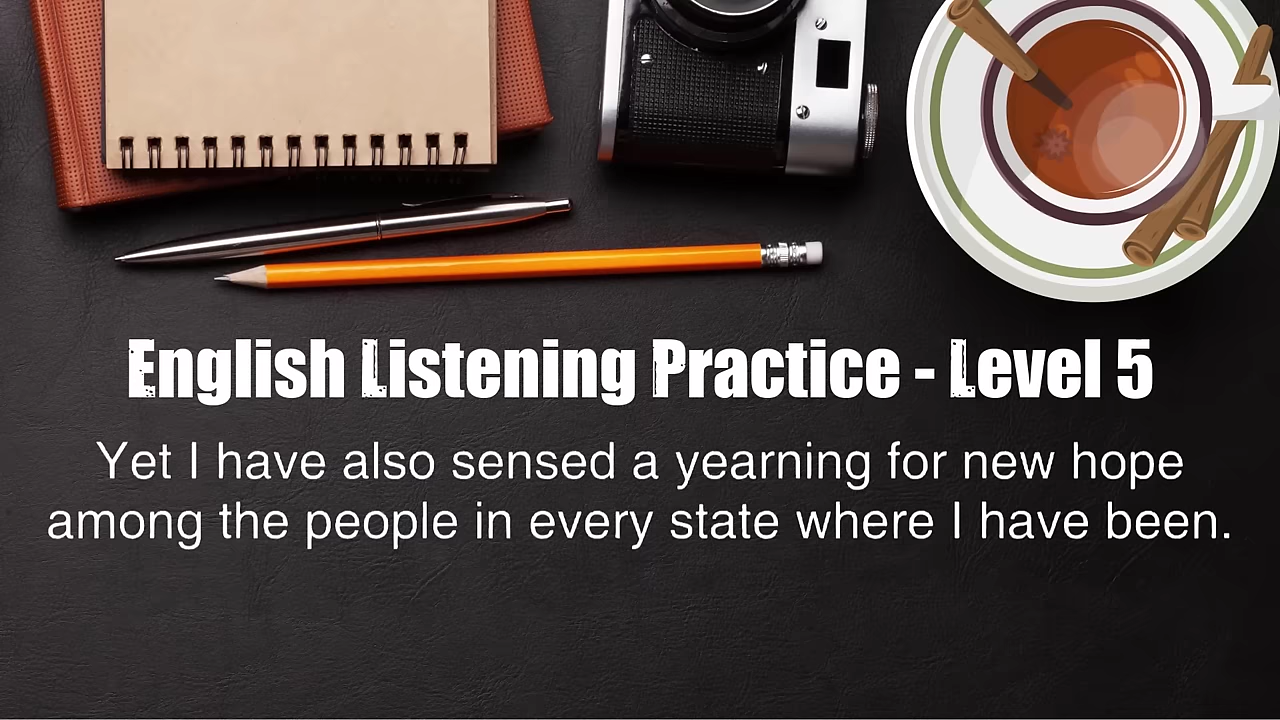 English Listening Practice - Level 5
Yet I have also sensed a yearning for new hope
among the people in every state where I have been.